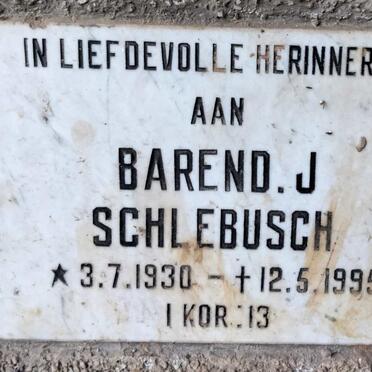 IN LIEFDEVOLLE HERINNER
AAN
BAREND. J
SCHLEBUSCH
★ 3.7.1930 - † 12.5.1995
I KOR.:13